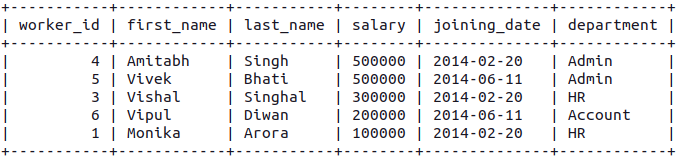 +-----------+------------+-----------+--------+--------------+------------+
| worker_id | first_name | last_name | salary | joining_date | department |
+-----------+------------+-----------+--------+--------------+------------+
|         4 | Amitabh    | Singh     | 500000 | 2014-02-20   | Admin      |
|         5 | Vivek      | Bhati     | 500000 | 2014-06-11   | Admin      |
|         3 | Vishal     | Singhal   | 300000 | 2014-02-20   | HR         |
|         6 | Vipul      | Diwan     | 200000 | 2014-06-11   | Account    |
|         1 | Monika     | Arora     | 100000 | 2014-02-20   | HR         |
+-----------+------------+-----------+--------+--------------+------------+